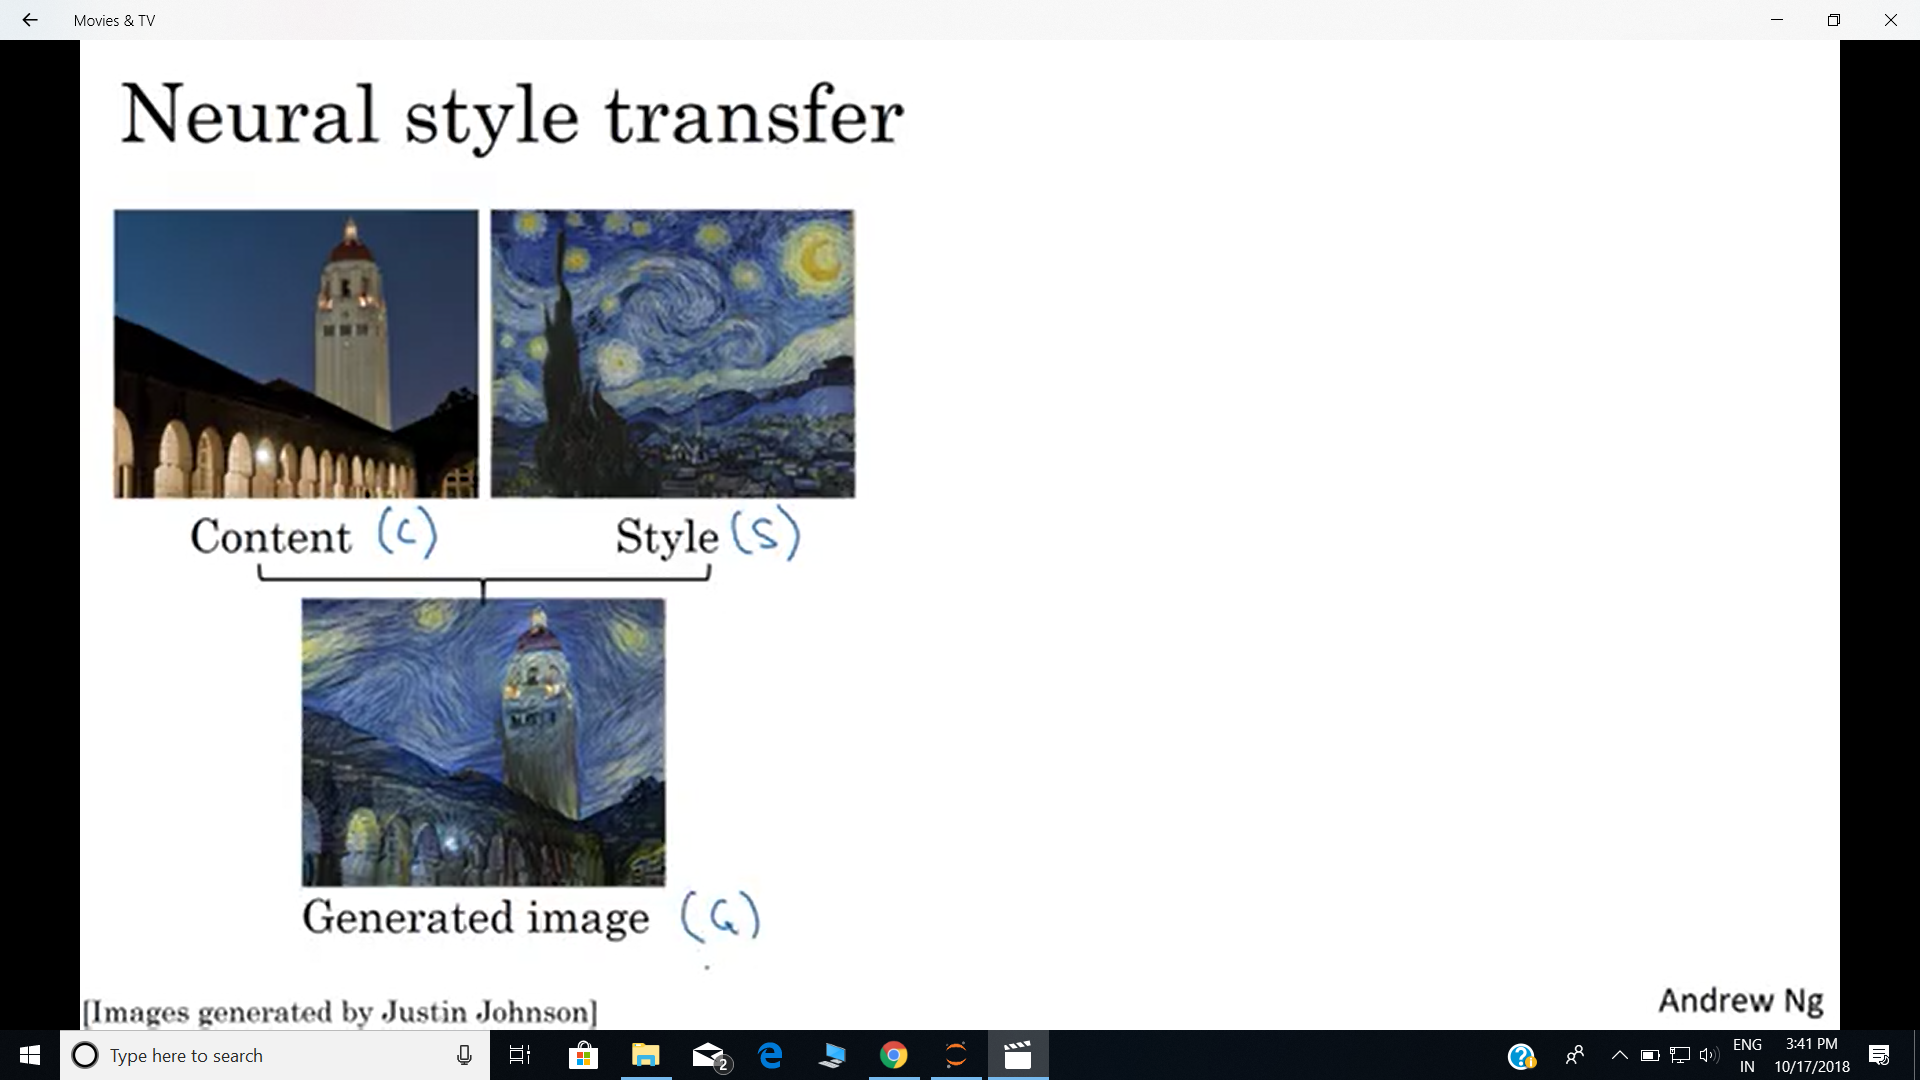 Movies & TV
Neural style transfer
Content (C)
Style (S)
Generated image (G)
[Images generated by Justin Johnson]
Andrew Ng
Type here to search
2
ENG
IN
3:41 PM
10/17/2018